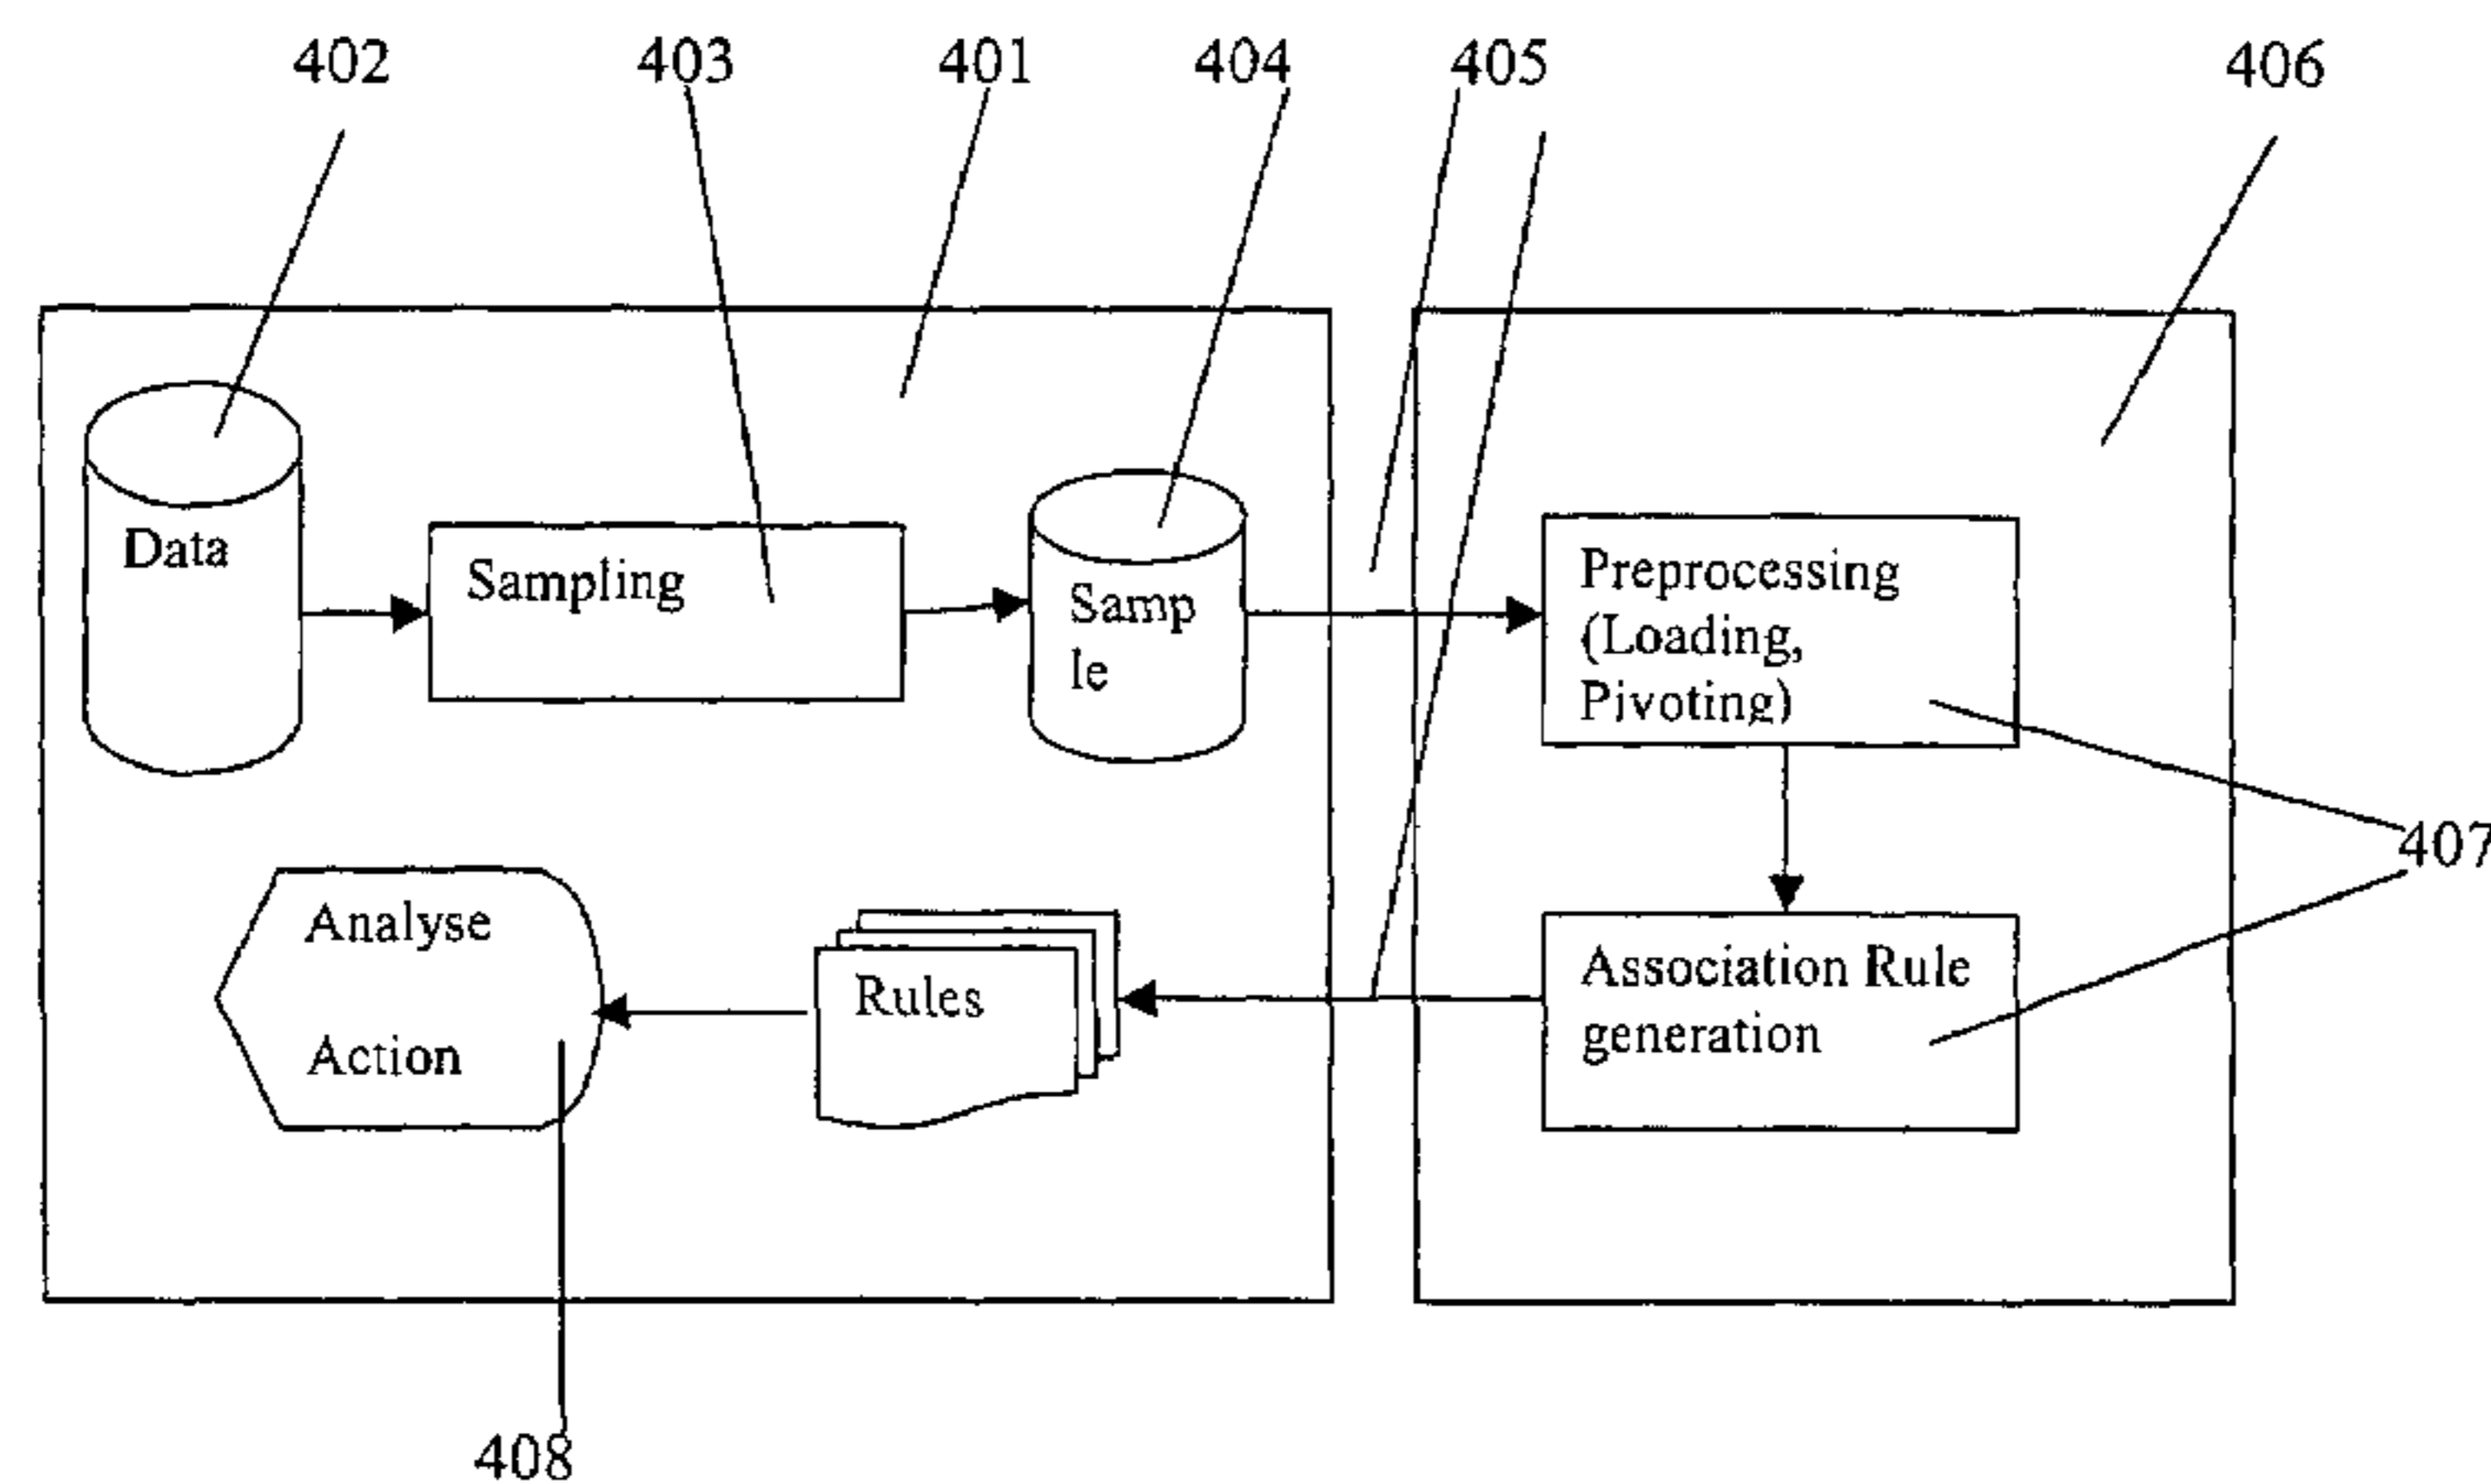 402
403
401
404
405
406
Data
Sampling
Samp
le
Preprocessing
(Loading,
Pivoting)
407
Analyse
Action
Rules
Association Rule
generation
408